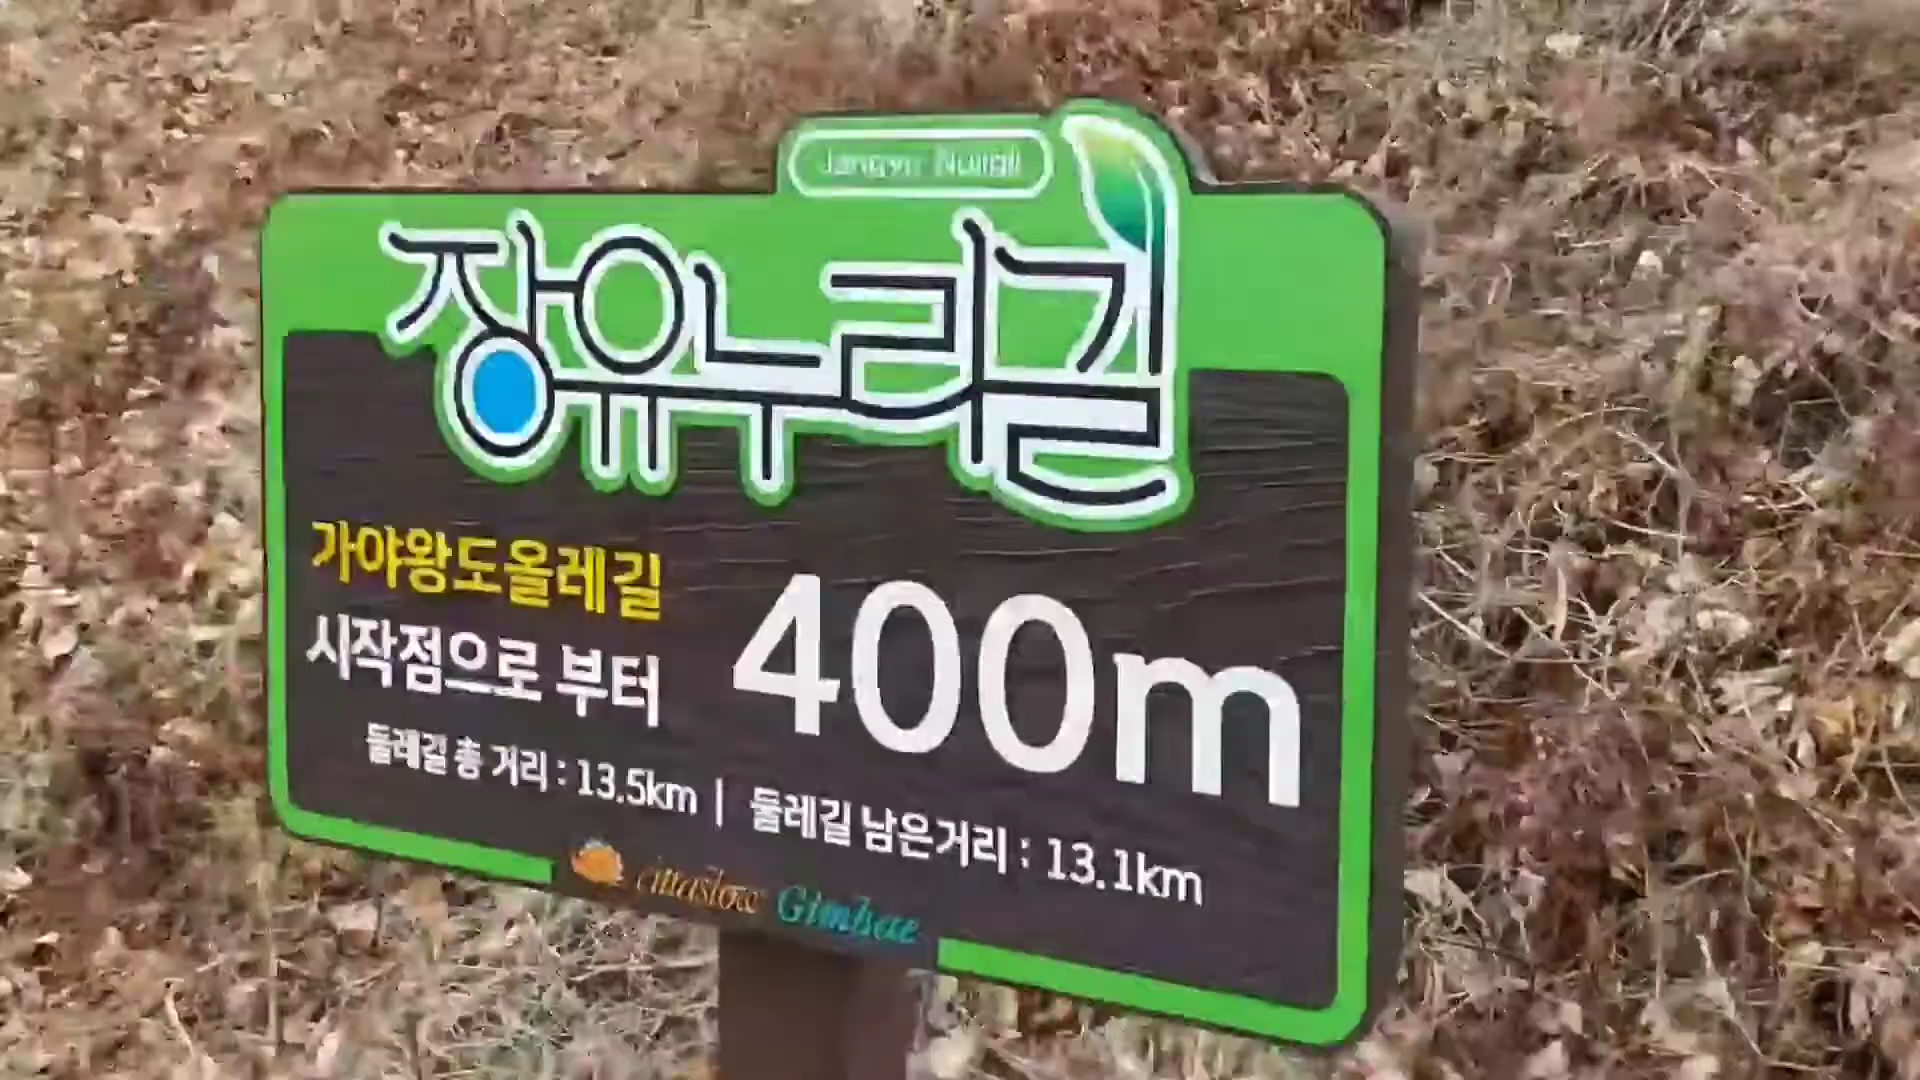 Jangyu Nurigil
장유누리길
가야왕도올레길
시작점으로 부터 400m
둘레길 총 거리 : 13.5km | 둘레길 남은거리 : 13.1km
cittaslow Gimhae